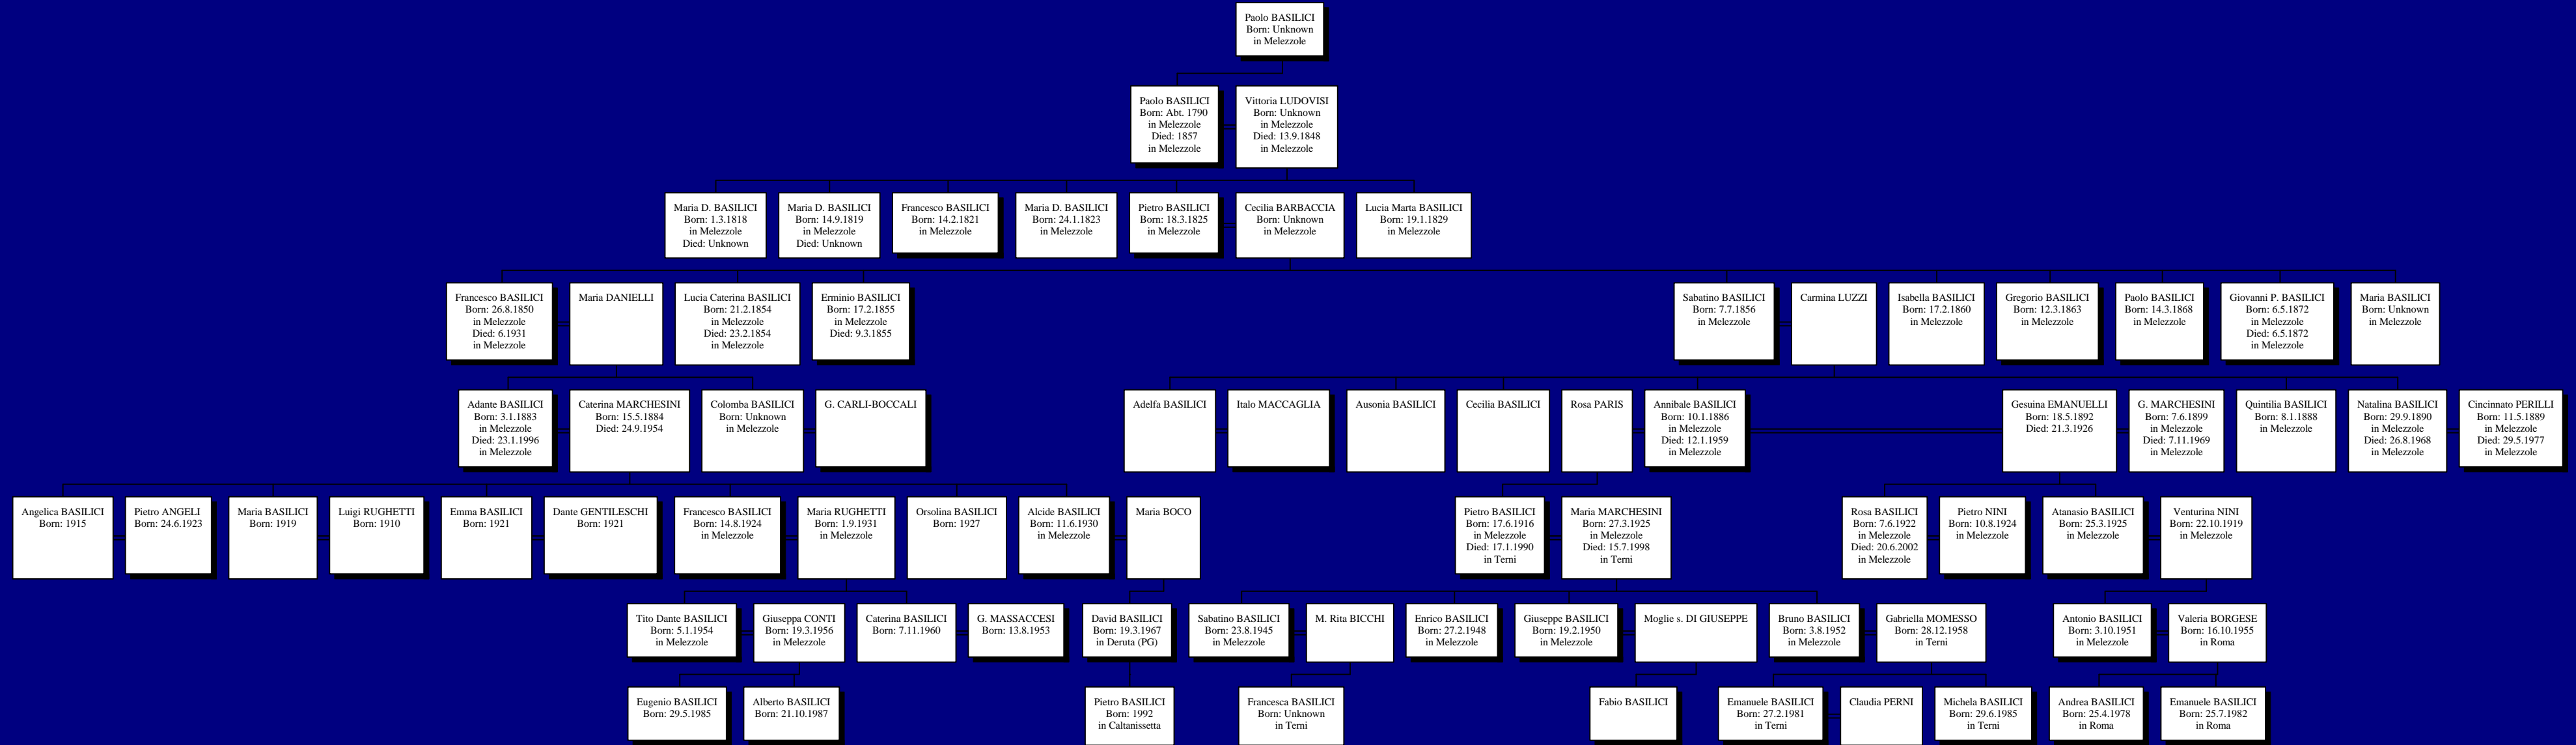 Paolo BASILICI
Born: Unknown
in Melezzole
Paolo BASILICI
Born: Abt. 1790
in Melezzole
Died: 1857
in Melezzole
Vittoria LUDOVISI
Born: Unknown
in Melezzole
Died: 13.9.1848
in Melezzole
Maria D. BASILICI
Born: 1.3.1818
in Melezzole
Died: Unknown
Maria D. BASILICI
Born: 14.9.1819
in Melezzole
Died: Unknown
Francesco BASILICI
Born: 14.2.1821
in Melezzole
Maria D. BASILICI
Born: 24.1.1823
in Melezzole
Pietro BASILICI
Born: 18.3.1825
in Melezzole
Cecilia BARBACCIA
Born: Unknown
in Melezzole
Lucia Marta BASILICI
Born: 19.1.1829
in Melezzole
Francesco BASILICI
Born: 26.8.1850
in Melezzole
Died: 6.1931
in Melezzole
Maria DANIELLI
Lucia Caterina BASILICI
Born: 21.2.1854
in Melezzole
Died: 23.2.1854
in Melezzole
Erminio BASILICI
Born: 17.2.1855
in Melezzole
Died: 9.3.1855
Sabatino BASILICI
Born: 7.7.1856
in Melezzole
Carmina LUZZI
Isabella BASILICI
Born: 17.2.1860
in Melezzole
Gregorio BASILICI
Born: 12.3.1863
in Melezzole
Paolo BASILICI
Born: 14.3.1868
in Melezzole
Giovanni P. BASILICI
Born: 6.5.1872
in Melezzole
Died: 6.5.1872
in Melezzole
Maria BASILICI
Born: Unknown
in Melezzole
Adante BASILICI
Born: 3.1.1883
in Melezzole
Died: 23.1.1996
in Melezzole
Caterina MARCHESINI
Born: 15.5.1884
Died: 24.9.1954
Colomba BASILICI
Born: Unknown
in Melezzole
G. CARLI-BOCCALI
Adelfa BASILICI
Italo MACCAGLIA
Ausonia BASILICI
Cecilia BASILICI
Rosa PARIS
Annibale BASILICI
Born: 10.1.1886
in Melezzole
Died: 12.1.1959
in Melezzole
Gesuina EMANUELLI
Born: 18.5.1892
Died: 21.3.1926
G. MARCHESINI
Born: 7.6.1899
in Melezzole
Died: 7.11.1969
in Melezzole
Quintilia BASILICI
Born: 8.1.1888
in Melezzole
Natalina BASILICI
Born: 29.9.1890
in Melezzole
Died: 26.8.1968
in Melezzole
Cincinnato PERILLI
Born: 11.5.1889
in Melezzole
Died: 29.5.1977
in Melezzole
Angelica BASILICI
Born: 1915
Pietro ANGELI
Born: 24.6.1923
Maria BASILICI
Born: 1919
Luigi RUGHETTI
Born: 1910
Emma BASILICI
Born: 1921
Dante GENTILESCHI
Born: 1921
Francesco BASILICI
Born: 14.8.1924
in Melezzole
Maria RUGHETTI
Born: 1.9.1931
in Melezzole
Orsolina BASILICI
Born: 1927
Alcide BASILICI
Born: 11.6.1930
in Melezzole
Maria BOCO
Pietro BASILICI
Born: 17.6.1916
in Melezzole
Died: 17.1.1990
in Terni
Maria MARCHESINI
Born: 27.3.1925
in Melezzole
Died: 15.7.1998
in Terni
Rosa BASILICI
Born: 7.6.1922
in Melezzole
Died: 20.6.2002
in Melezzole
Pietro NINI
Born: 10.8.1924
in Melezzole
Atanasio BASILICI
Born: 25.3.1925
in Melezzole
Venturina NINI
Born: 22.10.1919
in Melezzole
Tito Dante BASILICI
Born: 5.1.1954
in Melezzole
Giuseppa CONTI
Born: 19.3.1956
in Melezzole
Caterina BASILICI
Born: 7.11.1960
G. MASSACCESI
Born: 13.8.1953
David BASILICI
Born: 19.3.1967
in Deruta (PG)
Sabatino BASILICI
Born: 23.8.1945
in Melezzole
M. Rita BICCHI
Enrico BASILICI
Born: 27.2.1948
in Melezzole
Giuseppe BASILICI
Born: 19.2.1950
in Melezzole
Moglie s. DI GIUSEPPE
Bruno BASILICI
Born: 3.8.1952
in Melezzole
Gabriella MOMESSO
Born: 28.12.1958
in Terni
Antonio BASILICI
Born: 3.10.1951
in Melezzole
Valeria BORGESE
Born: 16.10.1955
in Roma
Eugenio BASILICI
Born: 29.5.1985
Alberto BASILICI
Born: 21.10.1987
Pietro BASILICI
Born: 1992
in Caltanissetta
Francesca BASILICI
Born: Unknown
in Terni
Fabio BASILICI
Emanuele BASILICI
Born: 27.2.1981
in Terni
Claudia PERNI
Michela BASILICI
Born: 29.6.1985
in Terni
Andrea BASILICI
Born: 25.4.1978
in Roma
Emanuele BASILICI
Born: 25.7.1982
in Roma